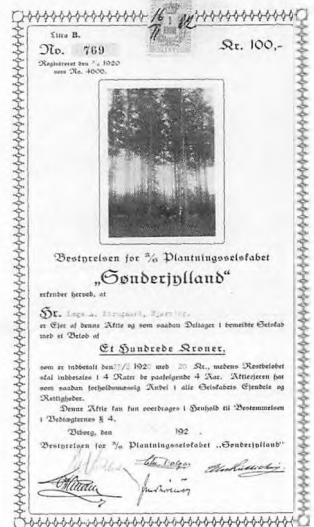 Litra B.
No. 769
Kr. 100,-
Registreret den 1920
som No. 4606.
1
Bestyrelsen for A/S Plantningsselskabet
„Sønderjylland"
erkender herved, at
Hr.
er Ejer af denne Aktie og som saadan Deltager i bemeldte Selskab
med et Beløb af
Et Hundrede Kroner,
som er indbetalt den 1920 med 20 Kr., medens Restbeløbet
skal indbetales i 4 Rater de paafølgende 4 Aar. Aktieejeren har
som saadan forholdsmæssig Andel i alle Selskabets Ejendele og
Rettigheder.
Denne Aktie kan kun overdrages i Henhold til Bestemmelsen
i Vedtægternes § 4.
Viborg, den 192 .
Bestyrelsen for A/S Plantningsselskabet „Sønderjylland"